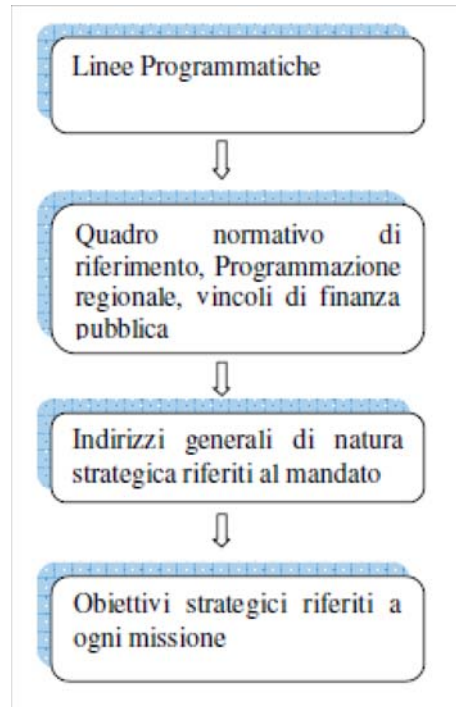 Linee Programmatiche
Quadro normativo di
riferimento, Programmazione
regionale, vincoli di finanza
pubblica
Indirizzi generali di natura
strategica riferiti al mandato
Obiettivi strategici riferiti a
ogni missione